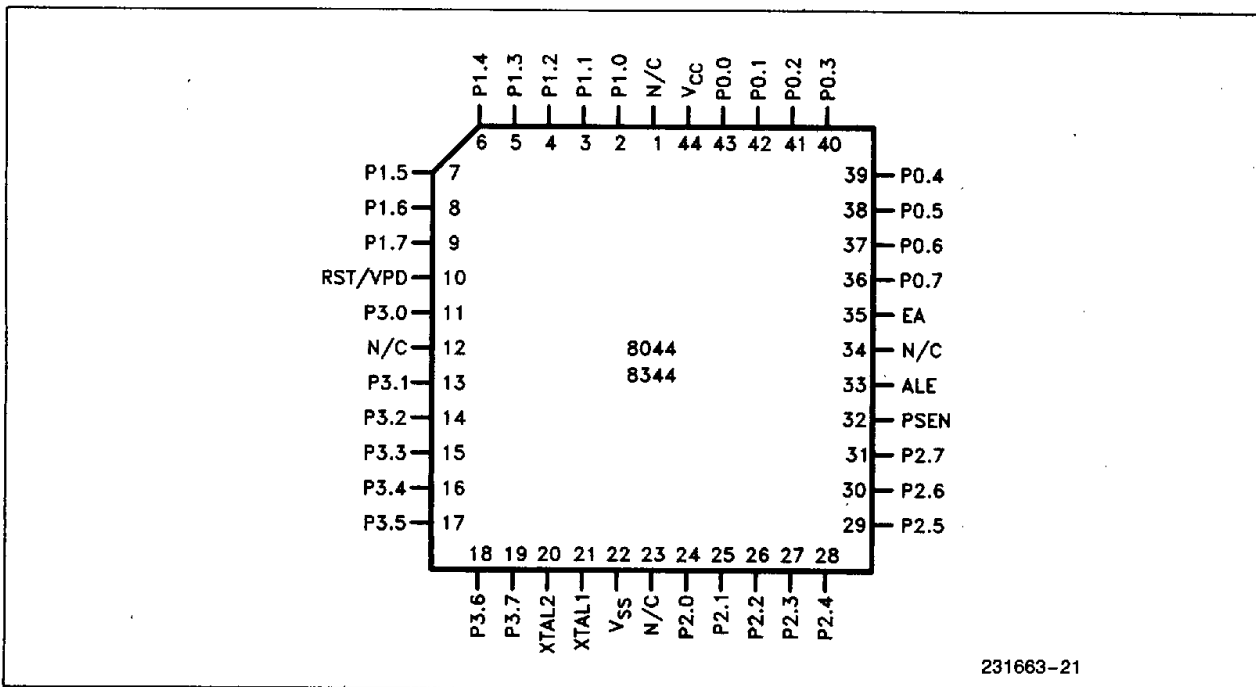 P1.4 P1.3 P1.2 P1.1 P1.0 N/C VCC P0.0 P0.1 P0.2 P0.3
6 5 4 3 2 1 44 43 42 41 40
P1.5 7 39 P0.4
P1.6 8 38 P0.5
P1.7 9 37 P0.6
RST/VPD 10 36 P0.7
P3.0 11 35 EA
N/C 12 8044 34 N/C
P3.1 13 8344 33 ALE
P3.2 14 32 PSEN
P3.3 15 31 P2.7
P3.4 16 30 P2.6
P3.5 17 29 P2.5
18 19 20 21 22 23 24 25 26 27 28
P3.6 P3.7 XTAL2 XTAL1 VSS N/C P2.0 P2.1 P2.2 P2.3 P2.4
231663-21